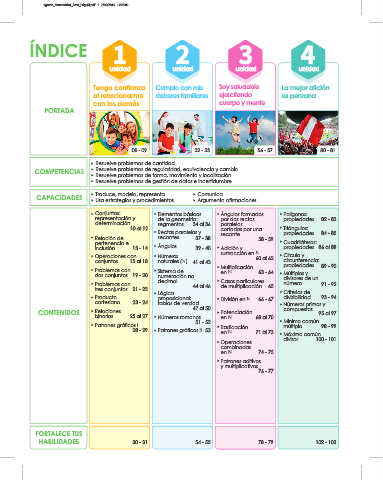 ÍNDICE
1
unidad
2
unidad
3
unidad
4
unidad
Tengo confianza
al relacionarme
con los demás
Cumplo con mis
deberes familiares
Soy saludable
ejercitando
cuerpo y mente
La mejor afición
es peruana
PORTADA
08 - 09
32 - 33
56 - 57
80 - 81
COMPETENCIAS
• Resuelve problemas de cantidad
• Resuelve problemas de regularidad, equivalencia y cambio
• Resuelve problemas de forma, movimiento y localización
• Resuelve problemas de gestión de datos e incertidumbre
CAPACIDADES
• Traduce, modela, representa
• Usa estrategias y procedimientos
• Comunica
• Argumenta afirmaciones
CONTENIDOS
• Conjuntos:
representación y
determinación
10 al 12
• Relación de
pertenencia e
inclusión 13 - 14
• Operaciones con
conjuntos 15 al 18
• Problemas con
dos conjuntos 19 - 20
• Problemas con
tres conjuntos 21 - 22
• Producto
cartesiano 23 - 24
• Relaciones
binarias 25 al 27
• Patrones gráficos I
28 - 29
• Elementos básicos
de la geometría:
segmentos 34 al 36
• Rectas paralelas y
secantes 37 - 38
• Ángulos 39 - 40
• Números
naturales 41 al 43
• Sistema de
numeración no
decimal
44 al 46
• Lógica
proposicional:
tablas de verdad
47 al 50
• Números romanos
51 - 52
• Patrones gráficos II 53
• Ángulos formados
por dos rectas
paralelas
cortadas por una
secante
58 - 59
• Adición y
sustracción en ℕ
60 al 62
• Multiplicación
en ℕ 63 - 64
• Casos particulares
de multiplicación 65
• División en ℕ 66 - 67
• Potenciación
en ℕ 68 al 70
• Radicación
en ℕ 71 al 73
• Operaciones
combinadas
en ℕ 74 - 75
• Patrones aditivos
y multiplicativos
76 - 77
• Polígonos:
propiedades 82 - 83
• Triángulos:
propiedades 84 - 85
• Cuadriláteros:
propiedades 86 al 88
• Círculo y
circunferencia:
propiedades 89 - 90
• Múltiplos y
divisores de un
número 91 - 92
• Criterios de
divisibilidad 93 - 94
• Números primos y
compuestos
95 al 97
• Mínimo común
múltiplo 98 - 99
• Máximo común
divisor 100 - 101
FORTALECE TUS
HABILIDADES
30 - 31
54 - 55
78 - 79
102 - 103